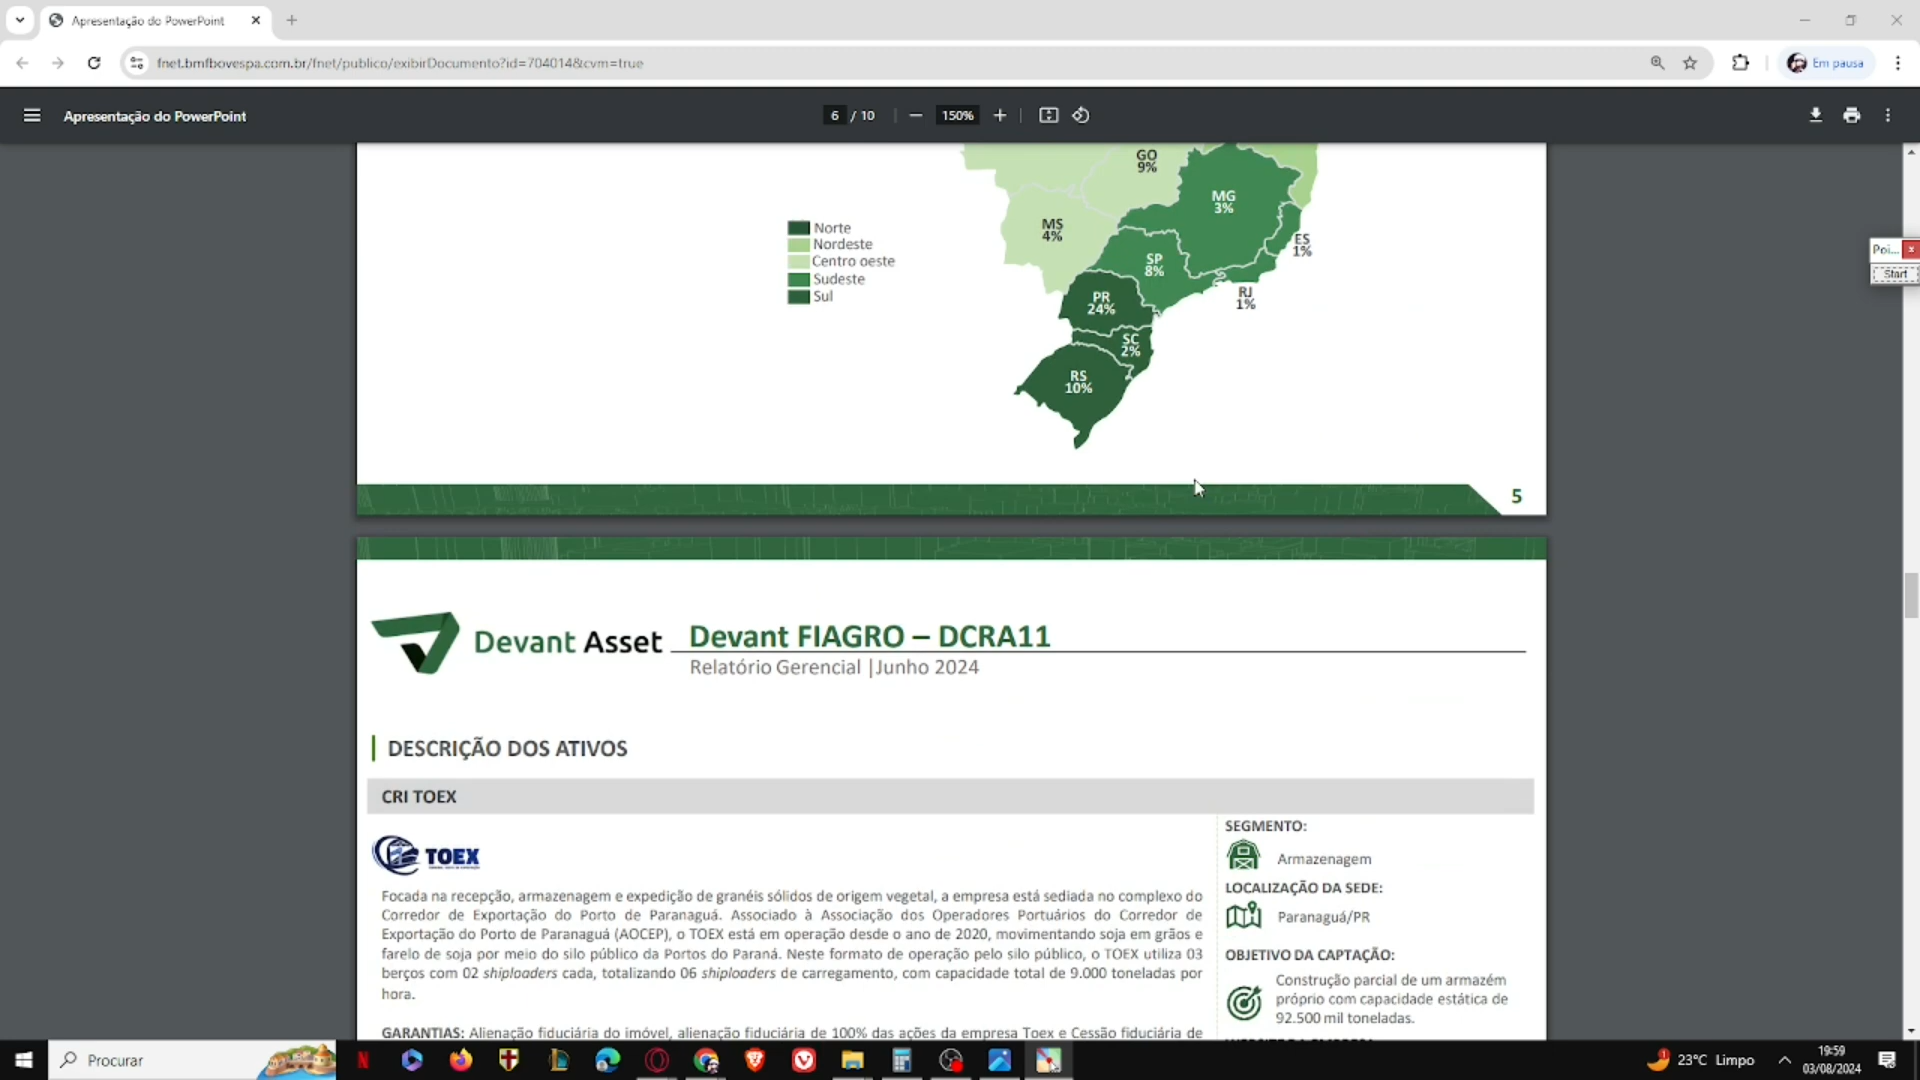 Apresentação do PowerPoint
fnet.bmfbovespa.com.br/fnet/publico/exibirDocumento?id=704014&cvm=true
Em pausa
Apresentação do PowerPoint
6 / 10
150%
GO
9%
MG
3%
MS
4%
ES
1%
SP
8%
RJ
1%
PR
24%
SC
2%
RS
10%
Norte
Nordeste
Centro oeste
Sudeste
Sul
Poi...
Start
5
Devant Asset
Devant FIAGRO – DCRA11
Relatório Gerencial |Junho 2024
DESCRIÇÃO DOS ATIVOS
CRI TOEX
TOEX
Focada na recepção, armazenagem e expedição de granéis sólidos de origem vegetal, a empresa está sediada no complexo do
Corredor de Exportação do Porto de Paranaguá. Associado à Associação dos Operadores Portuários do Corredor de
Exportação do Porto de Paranaguá (AOCEP), o TOEX está em operação desde o ano de 2020, movimentando soja em grãos e
farelo de soja por meio do silo público da Portos do Paraná. Neste formato de operação pelo silo público, o TOEX utiliza 03
berços com 02 shiploaders cada, totalizando 06 shiploaders de carregamento, com capacidade total de 9.000 toneladas por
hora.
GARANTIAS: Alienação fiduciária do imóvel, alienação fiduciária de 100% das ações da empresa Toex e Cessão fiduciária de
SEGMENTO:
Armazenagem
LOCALIZAÇÃO DA SEDE:
Paranaguá/PR
OBJETIVO DA CAPTAÇÃO:
Construção parcial de um armazém
próprio com capacidade estática de
92.500 mil toneladas.
Procurar
23°C Limpo
19:59
03/08/2024